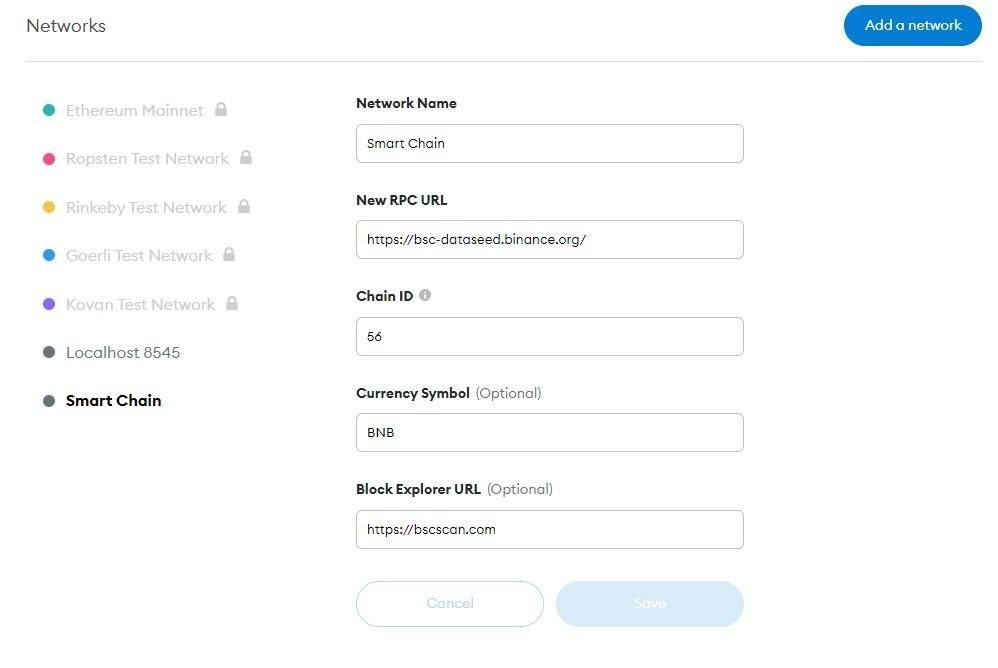 Networks
Add a network
Ethereum Mainnet
Ropsten Test Network
Rinkeby Test Network
Goerli Test Network
Kovan Test Network
Localhost 8545
Smart Chain
Network Name
Smart Chain
New RPC URL
https://bsc-dataseed.binance.org/
Chain ID
56
Currency Symbol (Optional)
BNB
Block Explorer URL (Optional)
https://bscscan.com
Cancel
Save